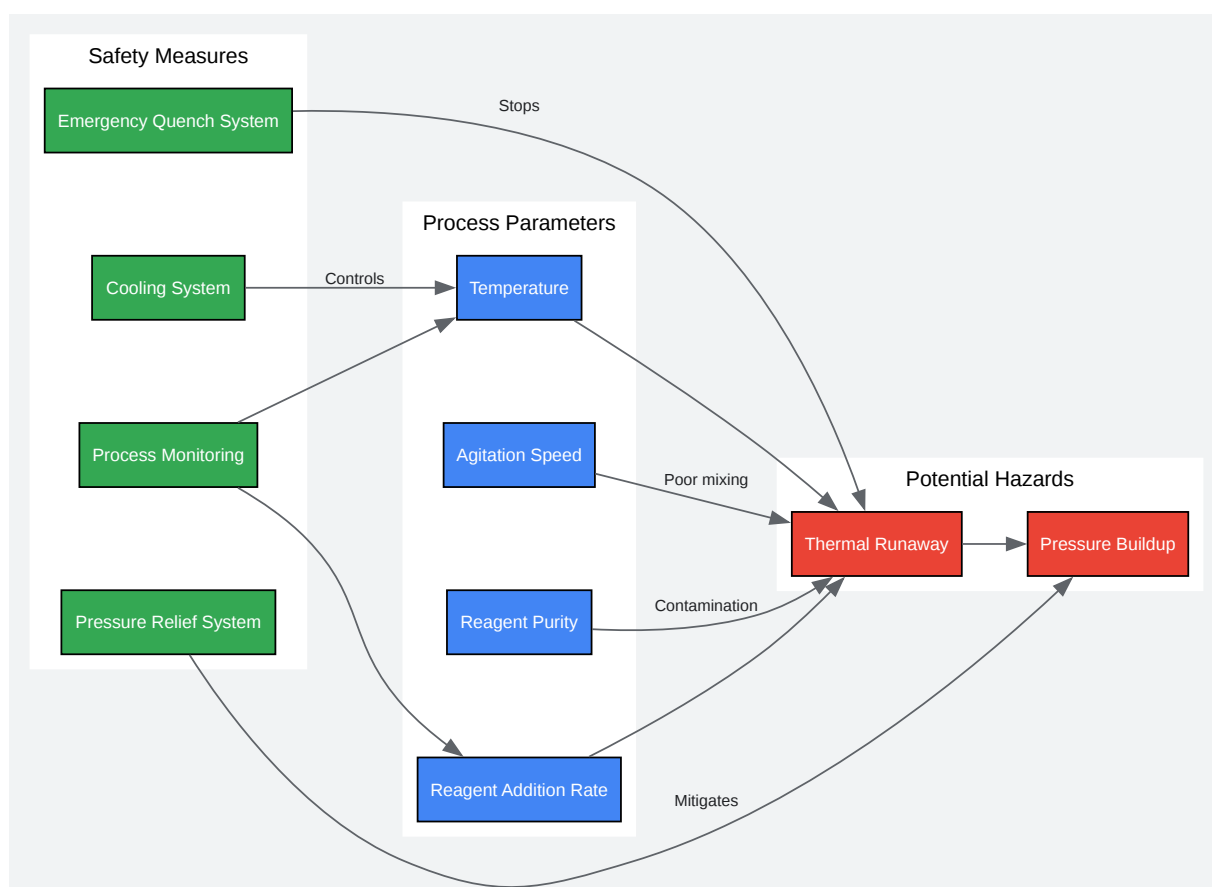 Safety Measures
Emergency Quench System
Stops
Process Parameters
Cooling System
Controls
Temperature
Process Monitoring
Agitation Speed
Poor mixing
Potential Hazards
Thermal Runaway
Pressure Buildup
Pressure Relief System
Reagent Purity
Contamination
Reagent Addition Rate
Mitigates